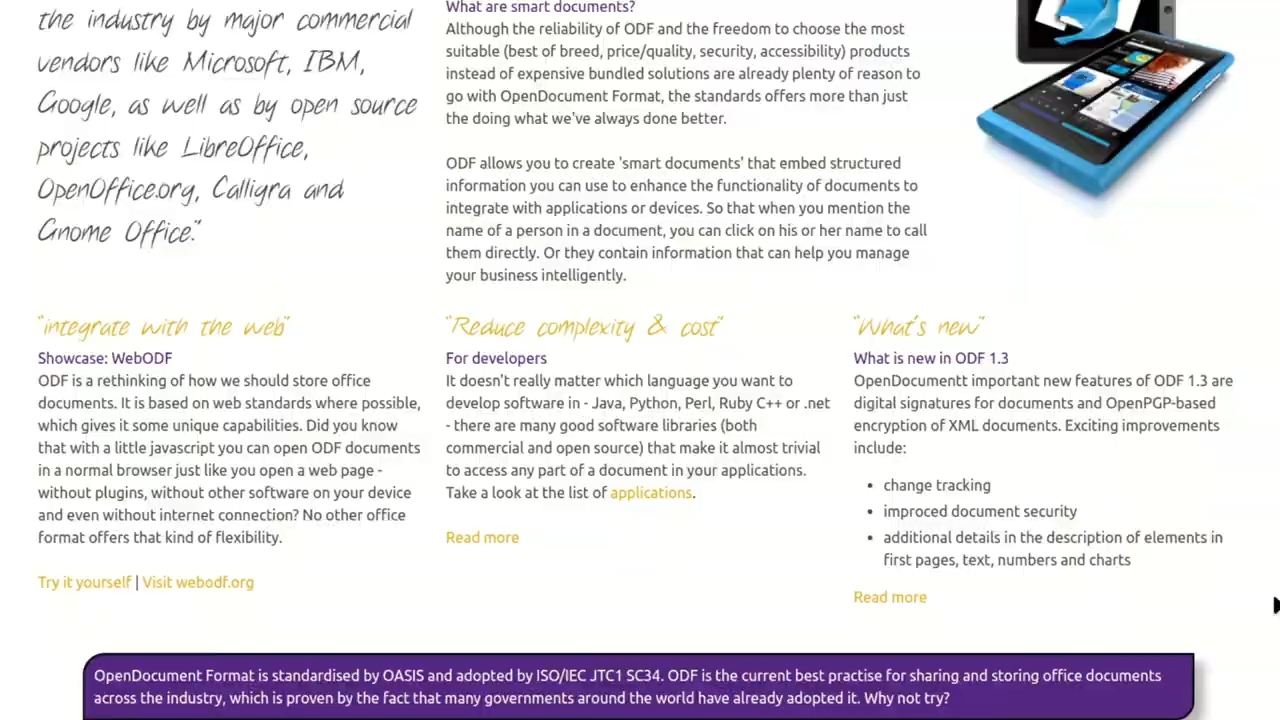 the industry by major commercial
vendors like Microsoft, IBM,
Google, as well as by open source
projects like LibreOffice,
OpenOffice.org, Calligra and
Gnome Office."
What are smart documents?
Although the reliability of ODF and the freedom to choose the most
suitable (best of breed, price/quality, security, accessibility) products
instead of expensive bundled solutions are already plenty of reason to
go with OpenDocument Format, the standards offers more than just
the doing what we've always done better.
ODF allows you to create 'smart documents' that embed structured
information you can use to enhance the functionality of documents to
integrate with applications or devices. So that when you mention the
name of a person in a document, you can click on his or her name to call
them directly. Or they contain information that can help you manage
your business intelligently.
"integrate with the web"
Showcase: WebODF
ODF is a rethinking of how we should store office
documents. It is based on web standards where possible,
which gives it some unique capabilities. Did you know
that with a little javascript you can open ODF documents
in a normal browser just like you open a web page -
without plugins, without other software on your device
and even without internet connection? No other office
format offers that kind of flexibility.
Try it yourself | Visit webodf.org
"Reduce complexity & cost"
For developers
It doesn't really matter which language you want to
develop software in - Java, Python, Perl, Ruby C++ or .net
- there are many good software libraries (both
commercial and open source) that make it almost trivial
to access any part of a document in your applications.
Take a look at the list of applications.
Read more
"What's new"
What is new in ODF 1.3
OpenDocumentt important new features of ODF 1.3 are
digital signatures for documents and OpenPGP-based
encryption of XML documents. Exciting improvements
include:
• change tracking
• improced document security
• additional details in the description of elements in
first pages, text, numbers and charts
Read more
OpenDocument Format is standardised by OASIS and adopted by ISO/IEC JTC1 SC34. ODF is the current best practise for sharing and storing office documents
across the industry, which is proven by the fact that many governments around the world have already adopted it. Why not try?